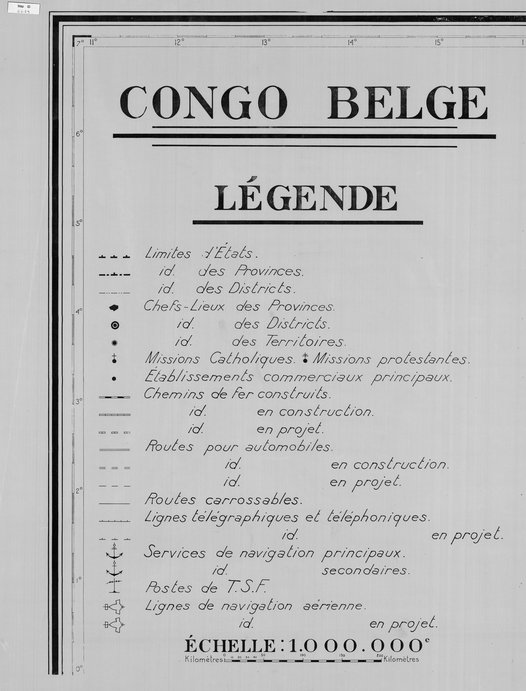 7° 11° 12° 13° 14° 15°
CONGO BELGE
6°
LÉGENDE
5°
Limites d'États.
id. des Provinces.
id. des Districts.
4° Chefs-Lieux des Provinces.
id. des Districts.
id. des Territoires.
Missions Catholiques. Missions protestantes.
Établissements commerciaux principaux.
Chemins de fer construits.
3°
id. en construction.
id. en projet.
Routes pour automobiles.
id. en construction.
id. en projet.
2°
Routes carrossables.
Lignes télégraphiques et téléphoniques.
id. en projet.
Services de navigation principaux.
id. secondaires.
1° Postes de T.S.F.
Lignes de navigation aérienne.
id. en projet.
ÉCHELLE: 1.000.000e
Kilomètres Kilomètres
0°